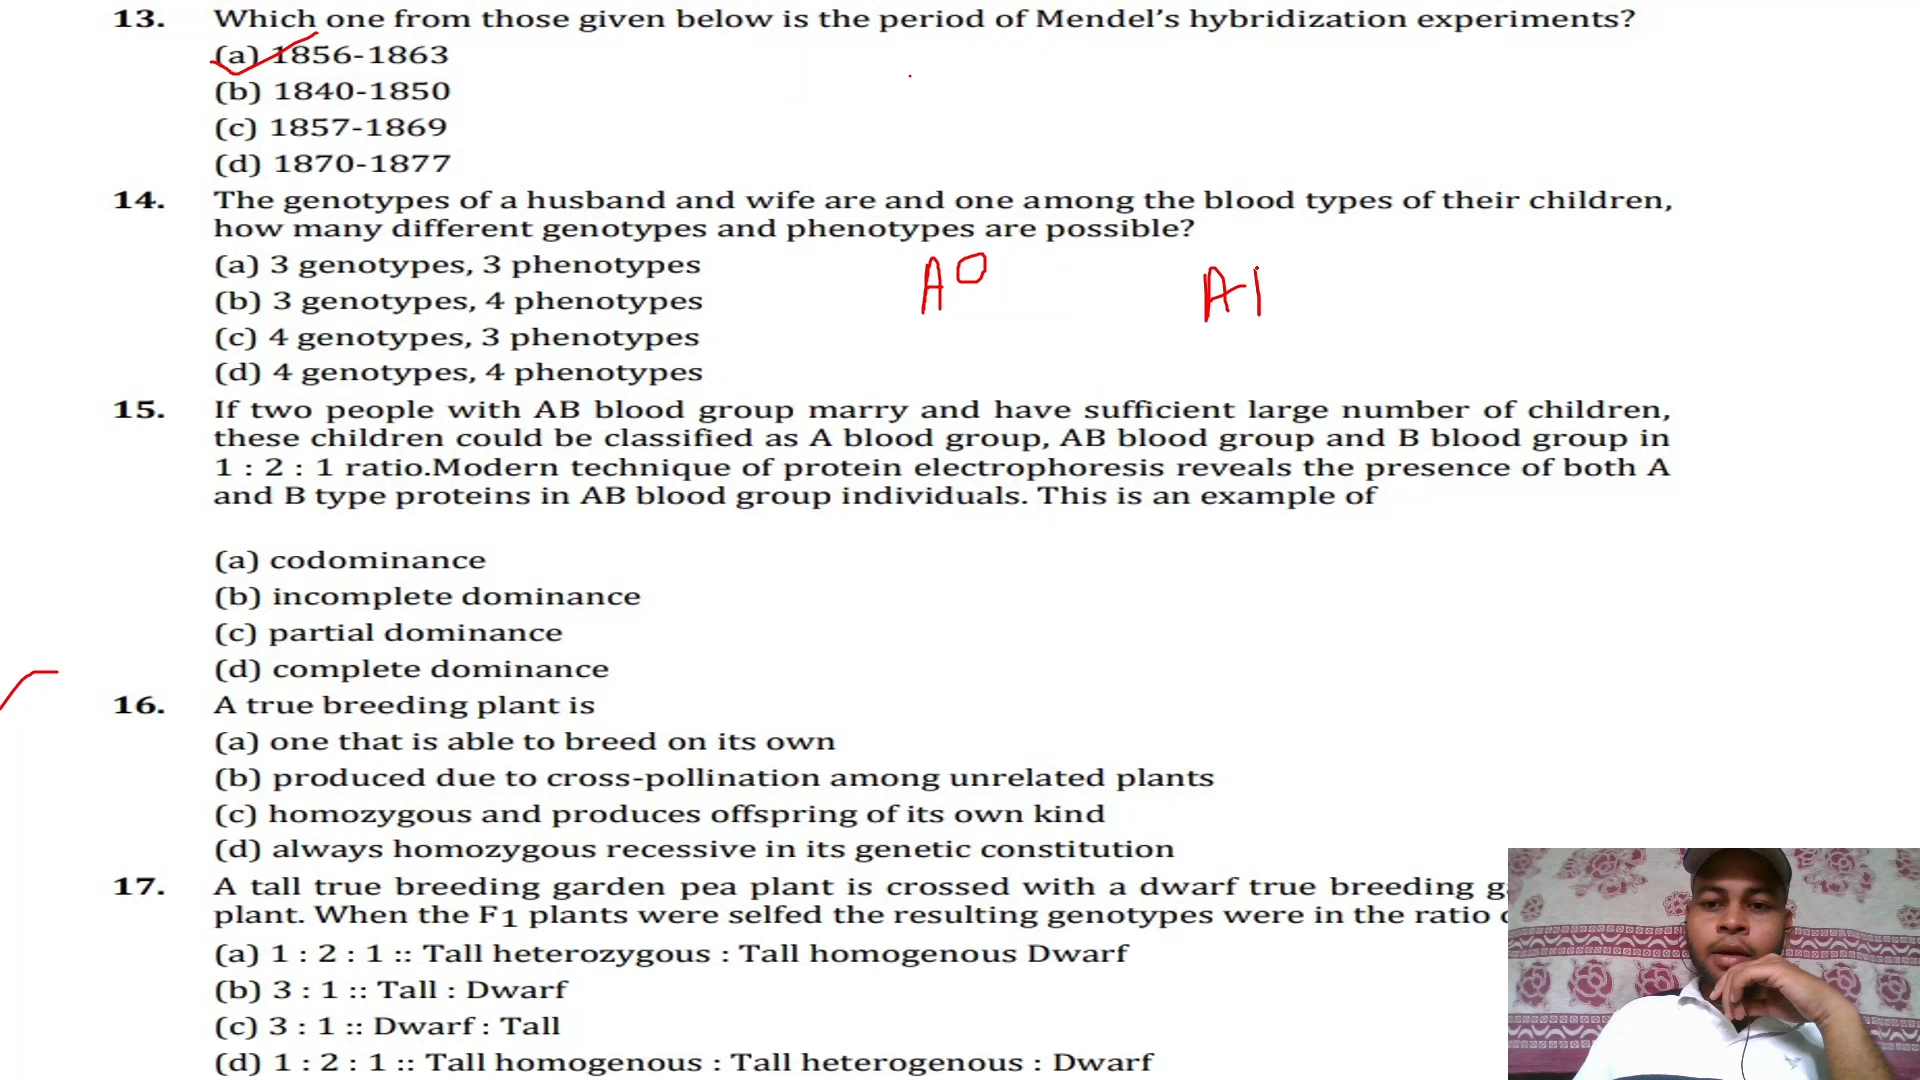 13. Which one from those given below is the period of Mendel’s hybridization experiments?
(a) 1856-1863
(b) 1840-1850
(c) 1857-1869
(d) 1870-1877
14. The genotypes of a husband and wife are and one among the blood types of their children,
how many different genotypes and phenotypes are possible?
(a) 3 genotypes, 3 phenotypes
(b) 3 genotypes, 4 phenotypes
(c) 4 genotypes, 3 phenotypes
(d) 4 genotypes, 4 phenotypes
AO
15. If two people with AB blood group marry and have sufficient large number of children,
these children could be classified as A blood group, AB blood group and B blood group in
1 : 2 : 1 ratio.Modern technique of protein electrophoresis reveals the presence of both A
and B type proteins in AB blood group individuals. This is an example of
(a) codominance
(b) incomplete dominance
(c) partial dominance
(d) complete dominance
16. A true breeding plant is
(a) one that is able to breed on its own
(b) produced due to cross-pollination among unrelated plants
(c) homozygous and produces offspring of its own kind
(d) always homozygous recessive in its genetic constitution
17. A tall true breeding garden pea plant is crossed with a dwarf true breeding
plant. When the F1 plants were selfed the resulting genotypes were in the ratio
(a) 1 : 2 : 1 :: Tall heterozygous : Tall homogenous Dwarf
(b) 3 : 1 :: Tall : Dwarf
(c) 3 : 1 :: Dwarf : Tall
(d) 1 : 2 : 1 :: Tall homogenous : Tall heterogenous : Dwarf